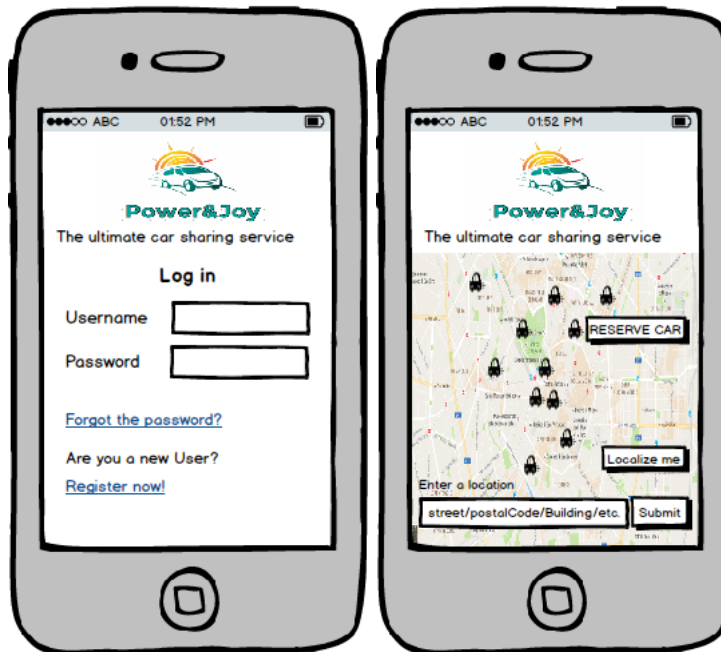 ABC 01:52 PM
Power&Joy
The ultimate car sharing service
Log in
Username
Password
Forgot the password?
Are you a new User?
Register now!
ABC 01:52 PM
Power&Joy
The ultimate car sharing service
RESERVE CAR
Localize me
Enter a location
street/postalCode/Building/etc. Submit